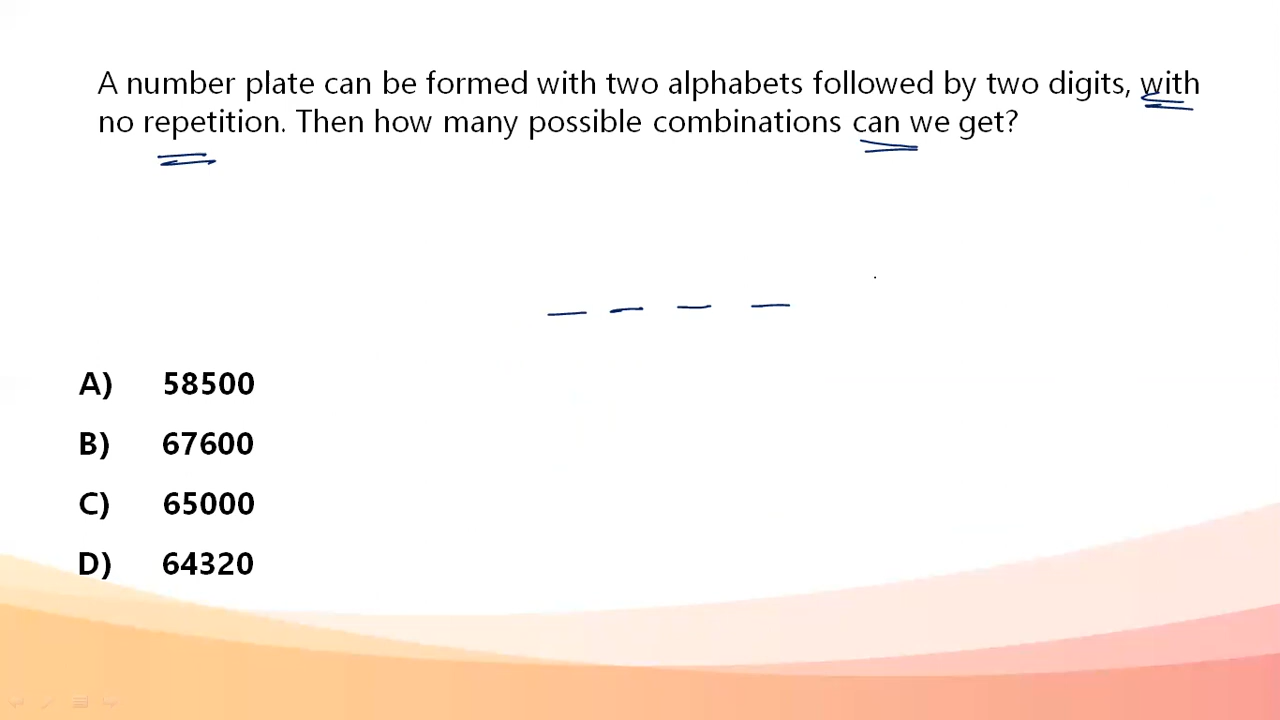 A number plate can be formed with two alphabets followed by two digits, with
no repetition. Then how many possible combinations can we get?
A) 58500
B) 67600
C) 65000
D) 64320